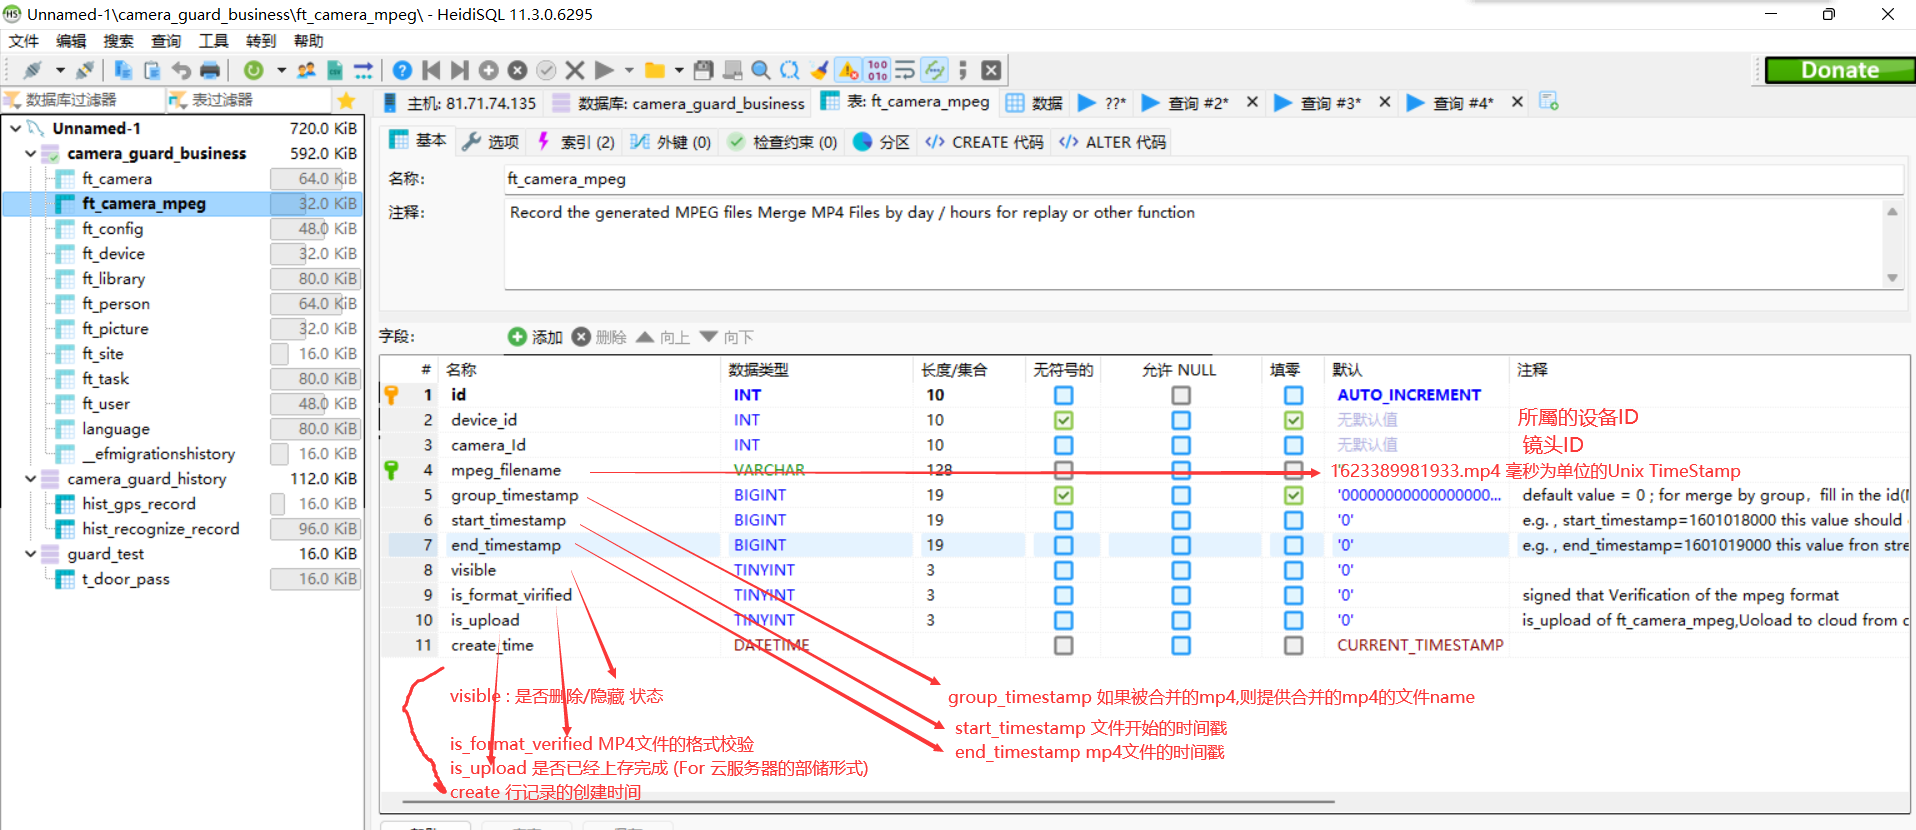 Unnamed-1\camera_guard_business\ft_camera_mpeg\ - HeidiSQL 11.3.0.6295
文件 编辑 搜索 查询 工具 转到 帮助
Donate
数据库过滤器 表过滤器
主机: 81.71.74.135 数据库: camera_guard_business 表: ft_camera_mpeg 数据 ??* 查询 #2* 查询 #3* 查询 #4*
Unnamed-1 720.0 KiB
camera_guard_business 592.0 KiB
ft_camera 64.0 KiB
ft_camera_mpeg 32.0 KiB
ft_config 48.0 KiB
ft_device 32.0 KiB
ft_library 80.0 KiB
ft_person 64.0 KiB
ft_picture 32.0 KiB
ft_site 16.0 KiB
ft_task 80.0 KiB
ft_user 48.0 KiB
language 80.0 KiB
__efmigrationshistory 16.0 KiB
camera_guard_history 112.0 KiB
hist_gps_record 16.0 KiB
hist_recognize_record 96.0 KiB
guard_test 16.0 KiB
t_door_pass 16.0 KiB
基本 选项 索引 (2) 外键 (0) 检查约束 (0) 分区 CREATE 代码 ALTER 代码
名称: ft_camera_mpeg
注释: Record the generated MPEG files Merge MP4 Files by day / hours for replay or other function
字段: 添加 删除 向上 向下
# 名称 数据类型 长度/集合 无符号的 允许 NULL 填零 默认 注释
1 id INT 10 AUTO_INCREMENT
2 device_id INT 10 无默认值 所屬的设备ID
3 camera_Id INT 10 无默认值 镜头ID
4 mpeg_filename VARCHAR 128 1'623389981933.mp4 毫秒为单位的Unix TimeStamp
5 group_timestamp BIGINT 19 '00000000000000000... default value = 0 ; for merge by group，fill in the id(
6 start_timestamp BIGINT 19 '0' e.g. , start_timestamp=1601018000 this value should
7 end_timestamp BIGINT 19 '0' e.g. , end_timestamp=1601019000 this value fron stre
8 visible TINYINT 3 '0'
9 is_format_virified TINYINT 3 '0' signed that Verification of the mpeg format
10 is_upload TINYINT 3 '0' is_upload of ft_camera_mpeg,Uoload to cloud from
11 create_time DATETIME CURRENT_TIMESTAMP
visible : 是否删除/隐藏 状态
group_timestamp 如果被合并的mp4,则提供合并的mp4的文件name
start_timestamp 文件开始的时间戳
is_format_verified MP4文件的格式校验
end_timestamp mp4文件的时间戳
is_upload 是否已经上存完成 (For 云服务器的部储形式)
create 行记录的创建时间